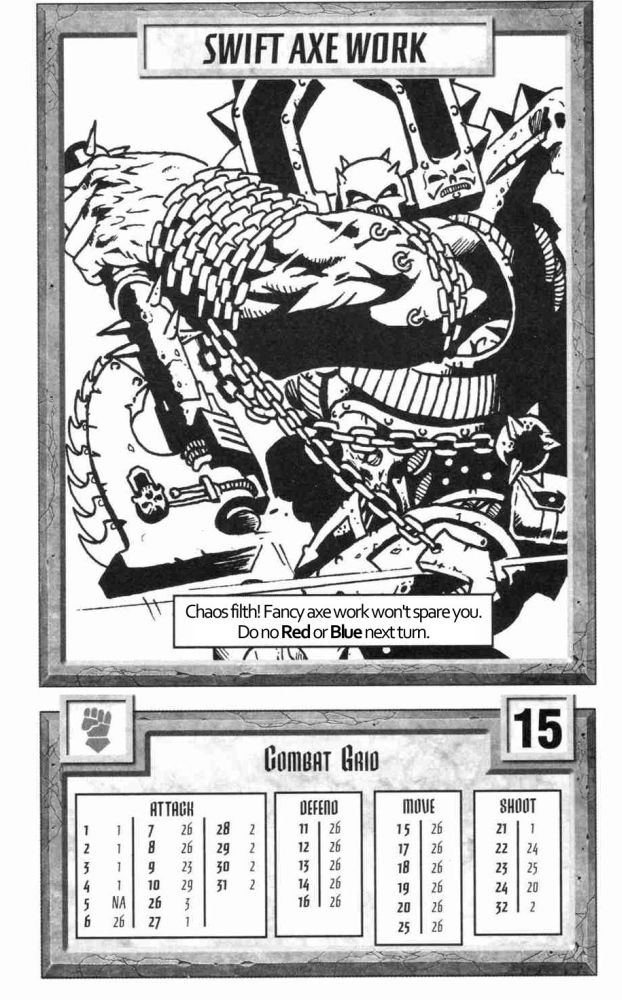 SWIFT AXE WORK
Chaos filth! Fancy axe work won't spare you.
Do no Red or Blue next turn.
15
COMBAT GRID
ATTACK
1 1 7 26 28 2
2 1 8 26 29 2
3 1 9 23 30 2
4 1 10 29 31 2
5 NA 26 3
6 26 27 1
DEFEND
11 26
12 26
13 26
14 26
16 26
MOVE
15 26
17 26
18 26
19 26
20 26
25 26
SHOOT
21 1
22 24
23 25
24 20
32 2